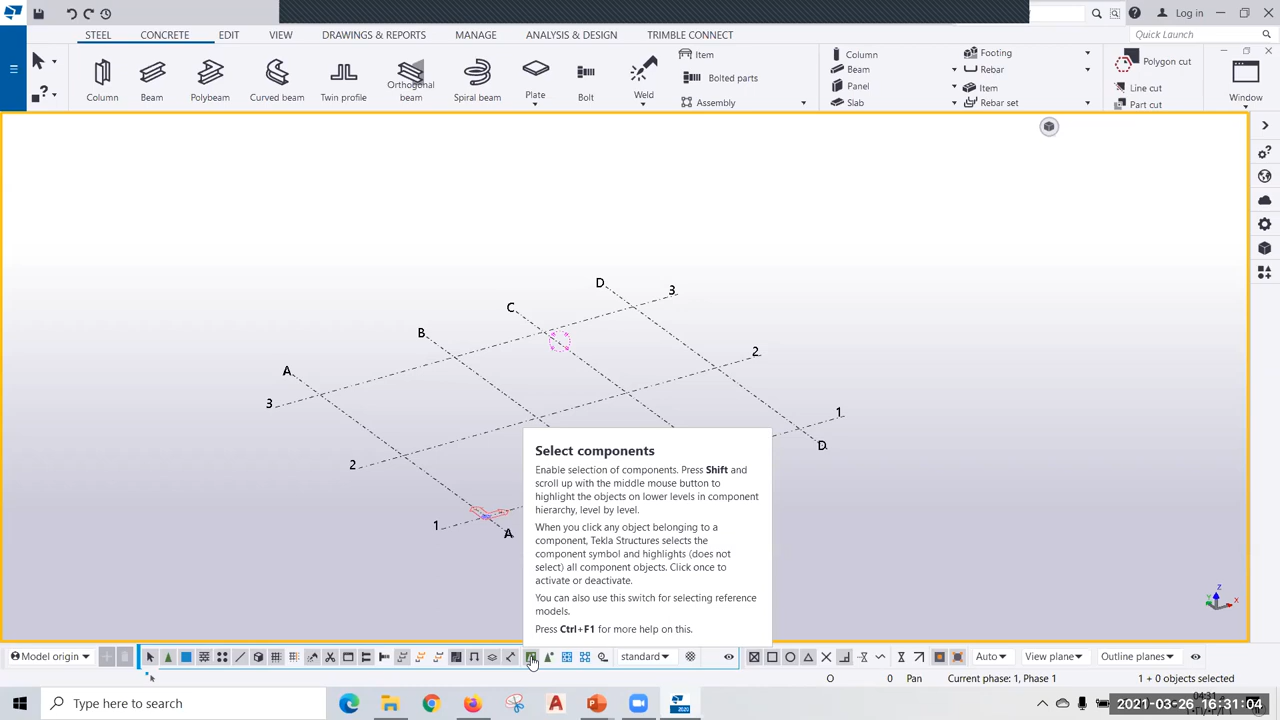 Log in
STEEL CONCRETE EDIT VIEW DRAWINGS & REPORTS MANAGE ANALYSIS & DESIGN TRIMBLE CONNECT
Quick Launch
Column
Beam
Polybeam
Curved beam
Twin profile
Orthogonal
beam
Spiral beam
Plate
Bolt
Weld
Item
Bolted parts
Assembly
Column
Beam
Panel
Slab
Footing
Rebar
Item
Rebar set
Polygon cut
Line cut
Part cut
Window
D
3
C
B
2
A
3
1
D
2
1
A
Select components
Enable selection of components. Press Shift and
scroll up with the middle mouse button to
highlight the objects on lower levels in component
hierarchy, level by level.
When you click any object belonging to a
component, Tekla Structures selects the
component symbol and highlights (does not
select) all component objects. Click once to
activate or deactivate.
You can also use this switch for selecting reference
models.
Press Ctrl+F1 for more help on this.
Z
Y
X
Model origin
standard
Auto
View plane
Outline planes
O 0 Pan Current phase: 1, Phase 1 1 + 0 objects selected
Type here to search
2020
04:31
2021-03-26 16:31:04